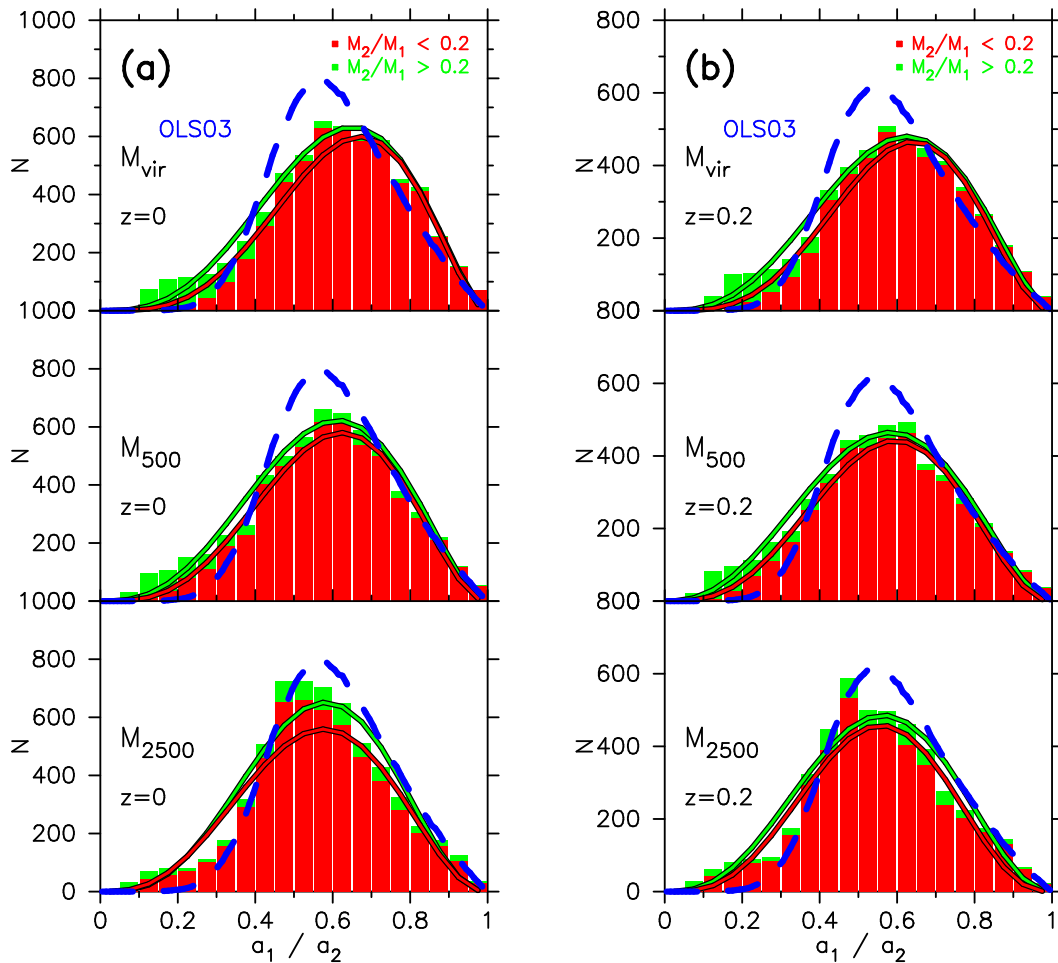 (a)
M₂/M₁ < 0.2
M₂/M₁ > 0.2
OLS03
M_vir
z=0
N
1000
800
600
400
200
1000
M₅₀₀
z=0
N
800
600
400
200
1000
M₂₅₀₀
z=0
N
800
600
400
200
0
0 0.2 0.4 0.6 0.8 1
a₁ / a₂
(b)
M₂/M₁ < 0.2
M₂/M₁ > 0.2
OLS03
M_vir
z=0.2
N
800
600
400
200
800
M₅₀₀
z=0.2
N
600
400
200
800
M₂₅₀₀
z=0.2
N
600
400
200
0
0 0.2 0.4 0.6 0.8 1
a₁ / a₂